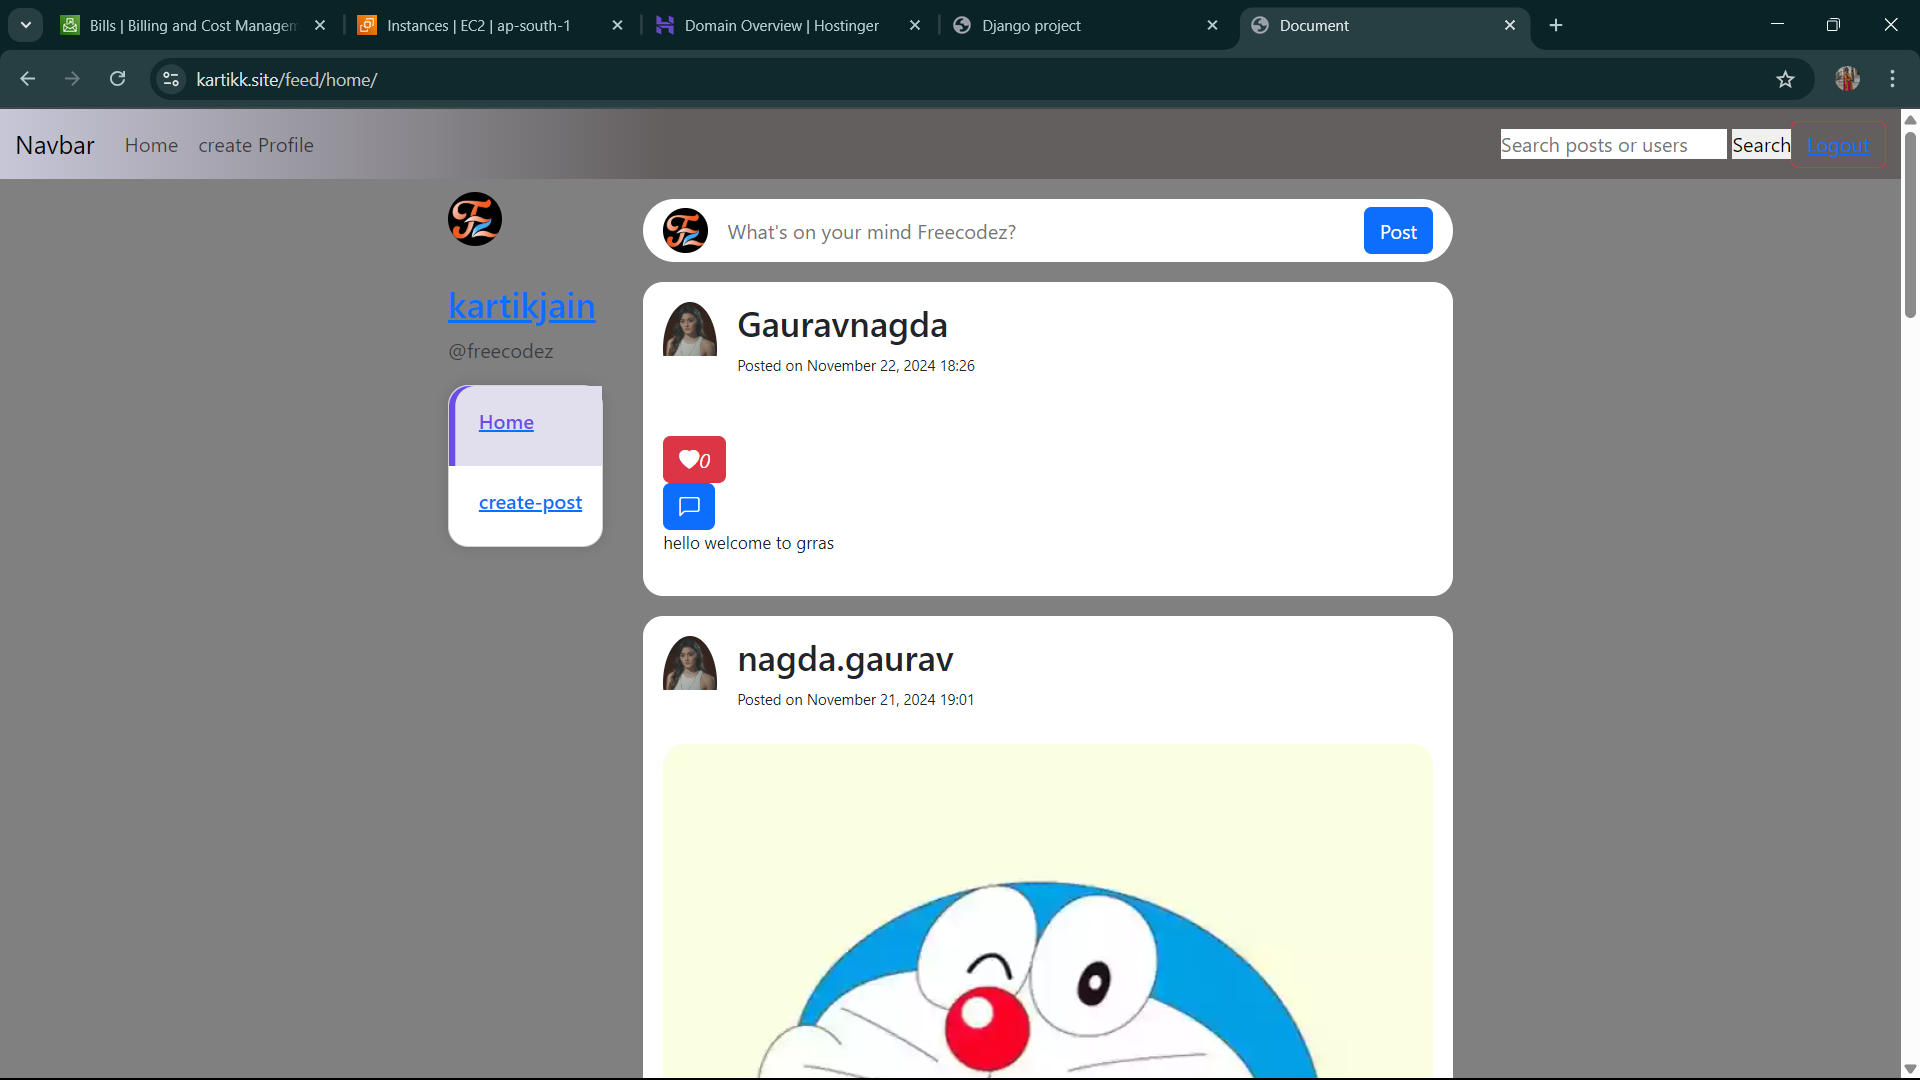 Bills | Billing and Cost Managem
Instances | EC2 | ap-south-1
Domain Overview | Hostinger
Django project
Document
kartikk.site/feed/home/
Navbar
Home
create Profile
Search posts or users
Search
Logout
kartikjain
@freecodez
Home
create-post
What's on your mind Freecodez?
Post
Gauravnagda
Posted on November 22, 2024 18:26
0
hello welcome to grras
nagda.gaurav
Posted on November 21, 2024 19:01